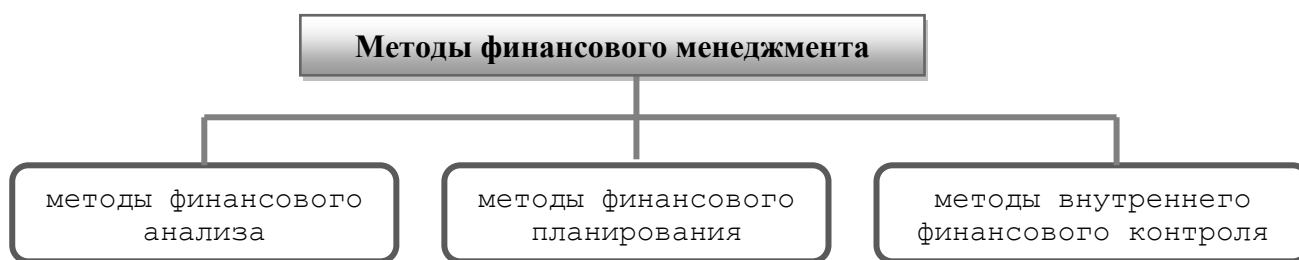 Методы финансового менеджмента
методы финансового
анализа
методы финансового
планирования
методы внутреннего
финансового контроля